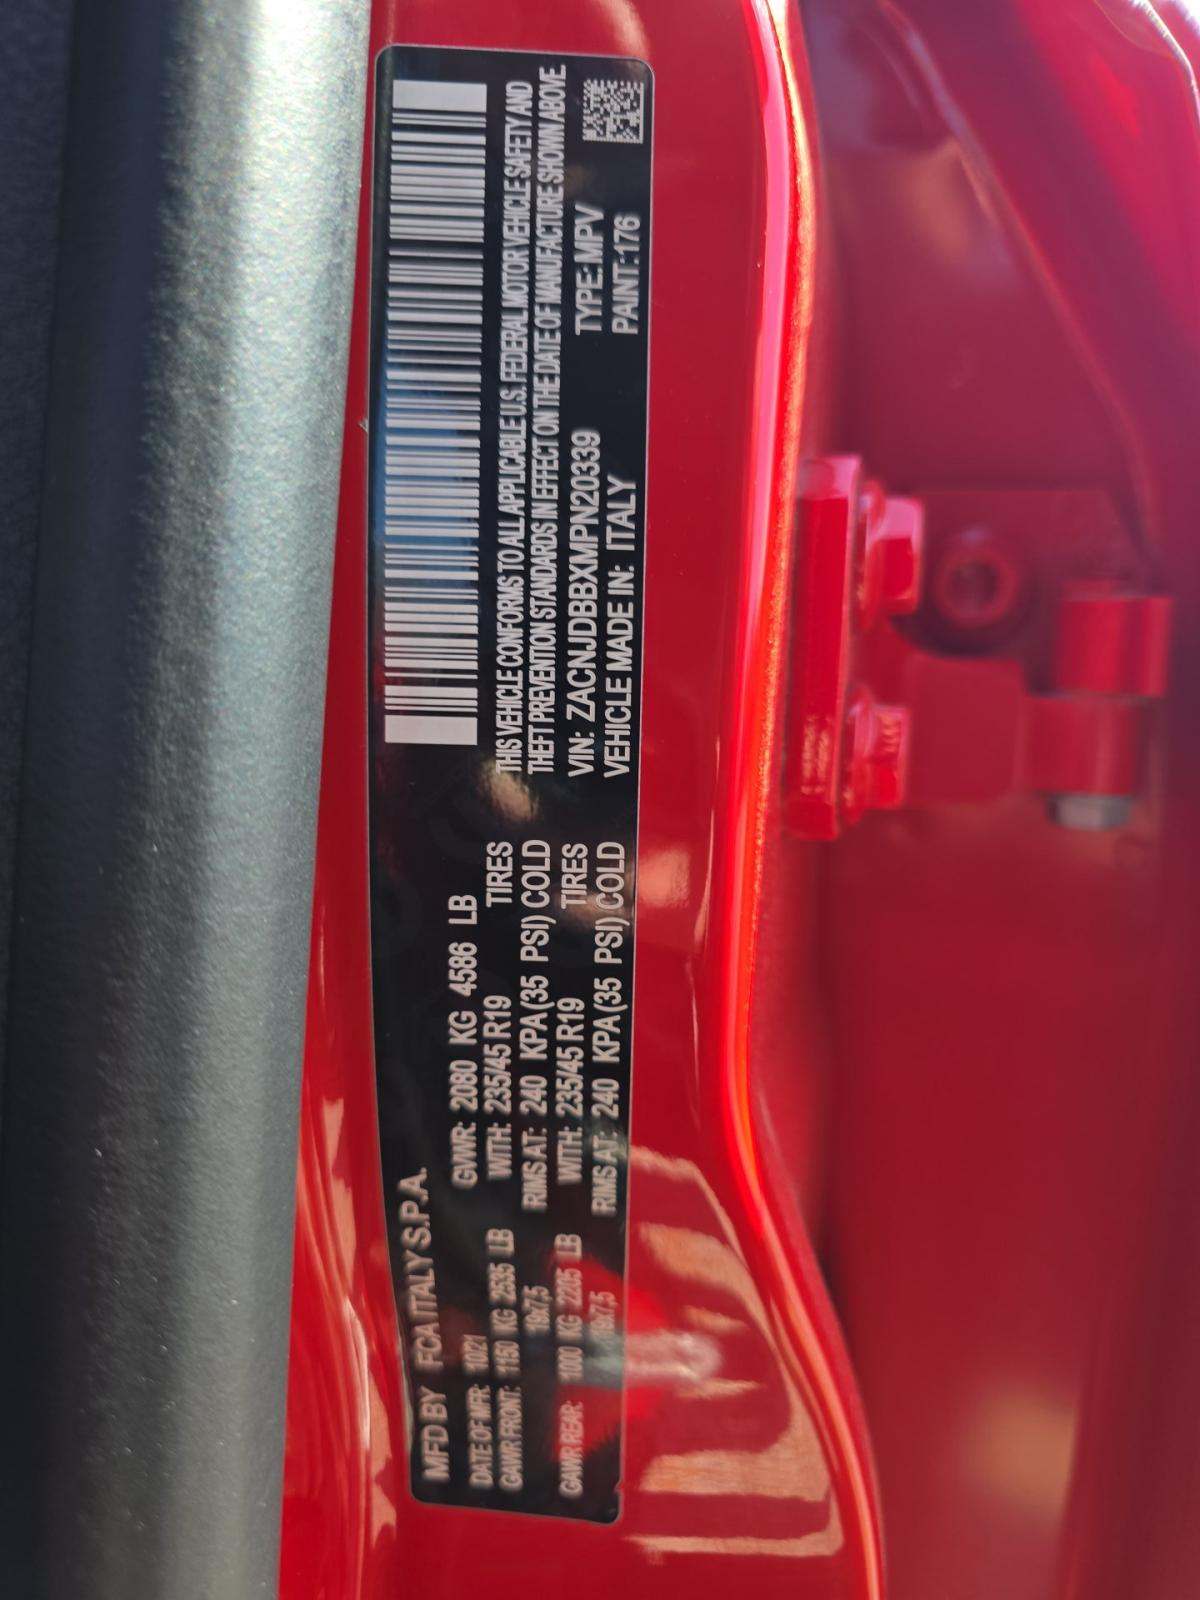 MFD BY FCA ITALY S.P.A.
DATE OF MFR: 10/21 GVWR: 2080 KG 4586 LB
GAWR FRONT: 1150 KG 2535 LB WITH: 235/45 R19 TIRES
19x7,5 RIMS AT: 240 KPA(35 PSI) COLD
GAWR REAR: 1000 KG 2205 LB WITH: 235/45 R19 TIRES
19x7,5 RIMS AT: 240 KPA(35 PSI) COLD
THIS VEHICLE CONFORMS TO ALL APPLICABLE U.S. FEDERAL MOTOR VEHICLE SAFETY AND
THEFT PREVENTION STANDARDS IN EFFECT ON THE DATE OF MANUFACTURE SHOWN ABOVE.
VIN: ZACNJDBBXMPN20339 TYPE: MPV
VEHICLE MADE IN: ITALY PAINT:176